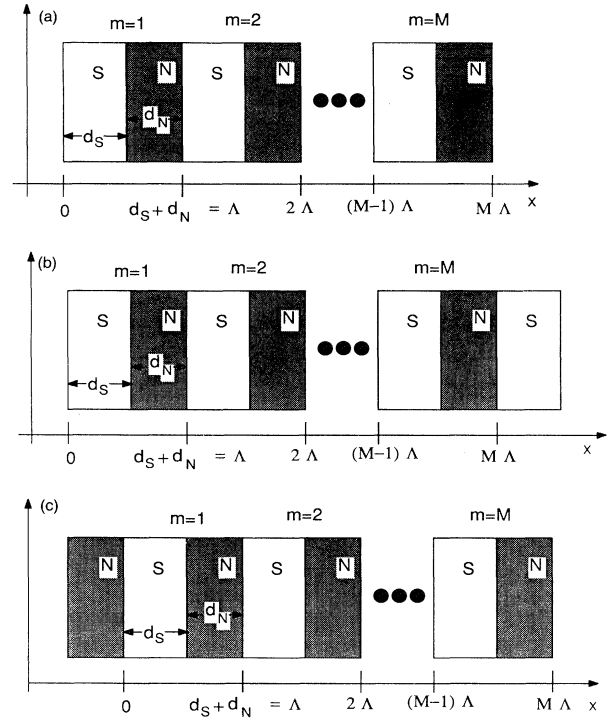 (a)
m=1 m=2 m=M
S N S N S N
d_S d_N
0 d_S + d_N = Λ 2 Λ (M−1) Λ M Λ x
(b)
m=1 m=2 m=M
S N S N S N S
d_S d_N
0 d_S + d_N = Λ 2 Λ (M−1) Λ M Λ x
(c)
m=1 m=2 m=M
N S N S N S N
d_S d_N
0 d_S + d_N = Λ 2 Λ (M−1) Λ M Λ x